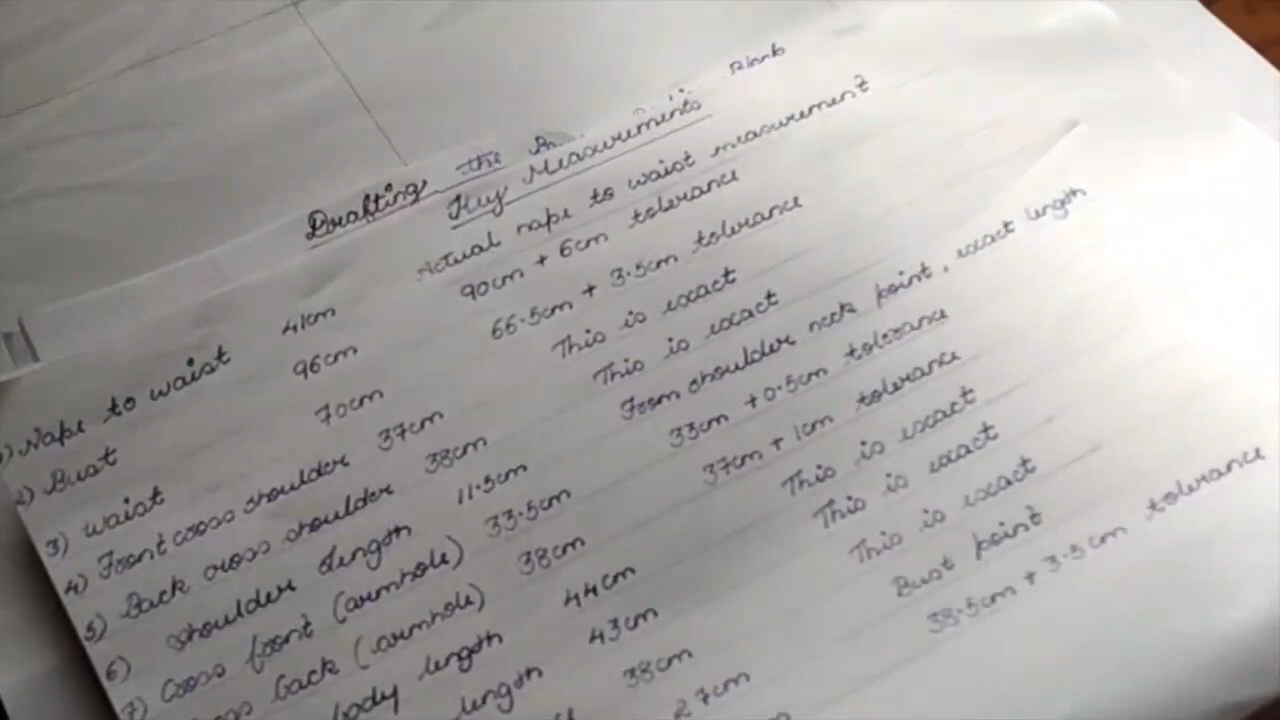 Drafting the Blank
Key Measurements
1) Nape to waist 41cm Actual nape to waist measurement
2) Bust 96cm 90cm + 6cm tolerance
3) Waist 70cm 66.5cm + 3.5cm tolerance
4) Front cross shoulder 37cm This is exact
5) Back cross shoulder 38cm This is exact
6) Shoulder length 11.5cm From shoulder neck point, exact length
7) Cross front (armhole) 33.5cm 33cm + 0.5cm tolerance
back (armhole) 38cm 37cm + 1cm tolerance
body length 44cm This is exact
length 43cm This is exact
38cm This is exact
27cm Bust point
38.5cm + 3.5cm tolerance